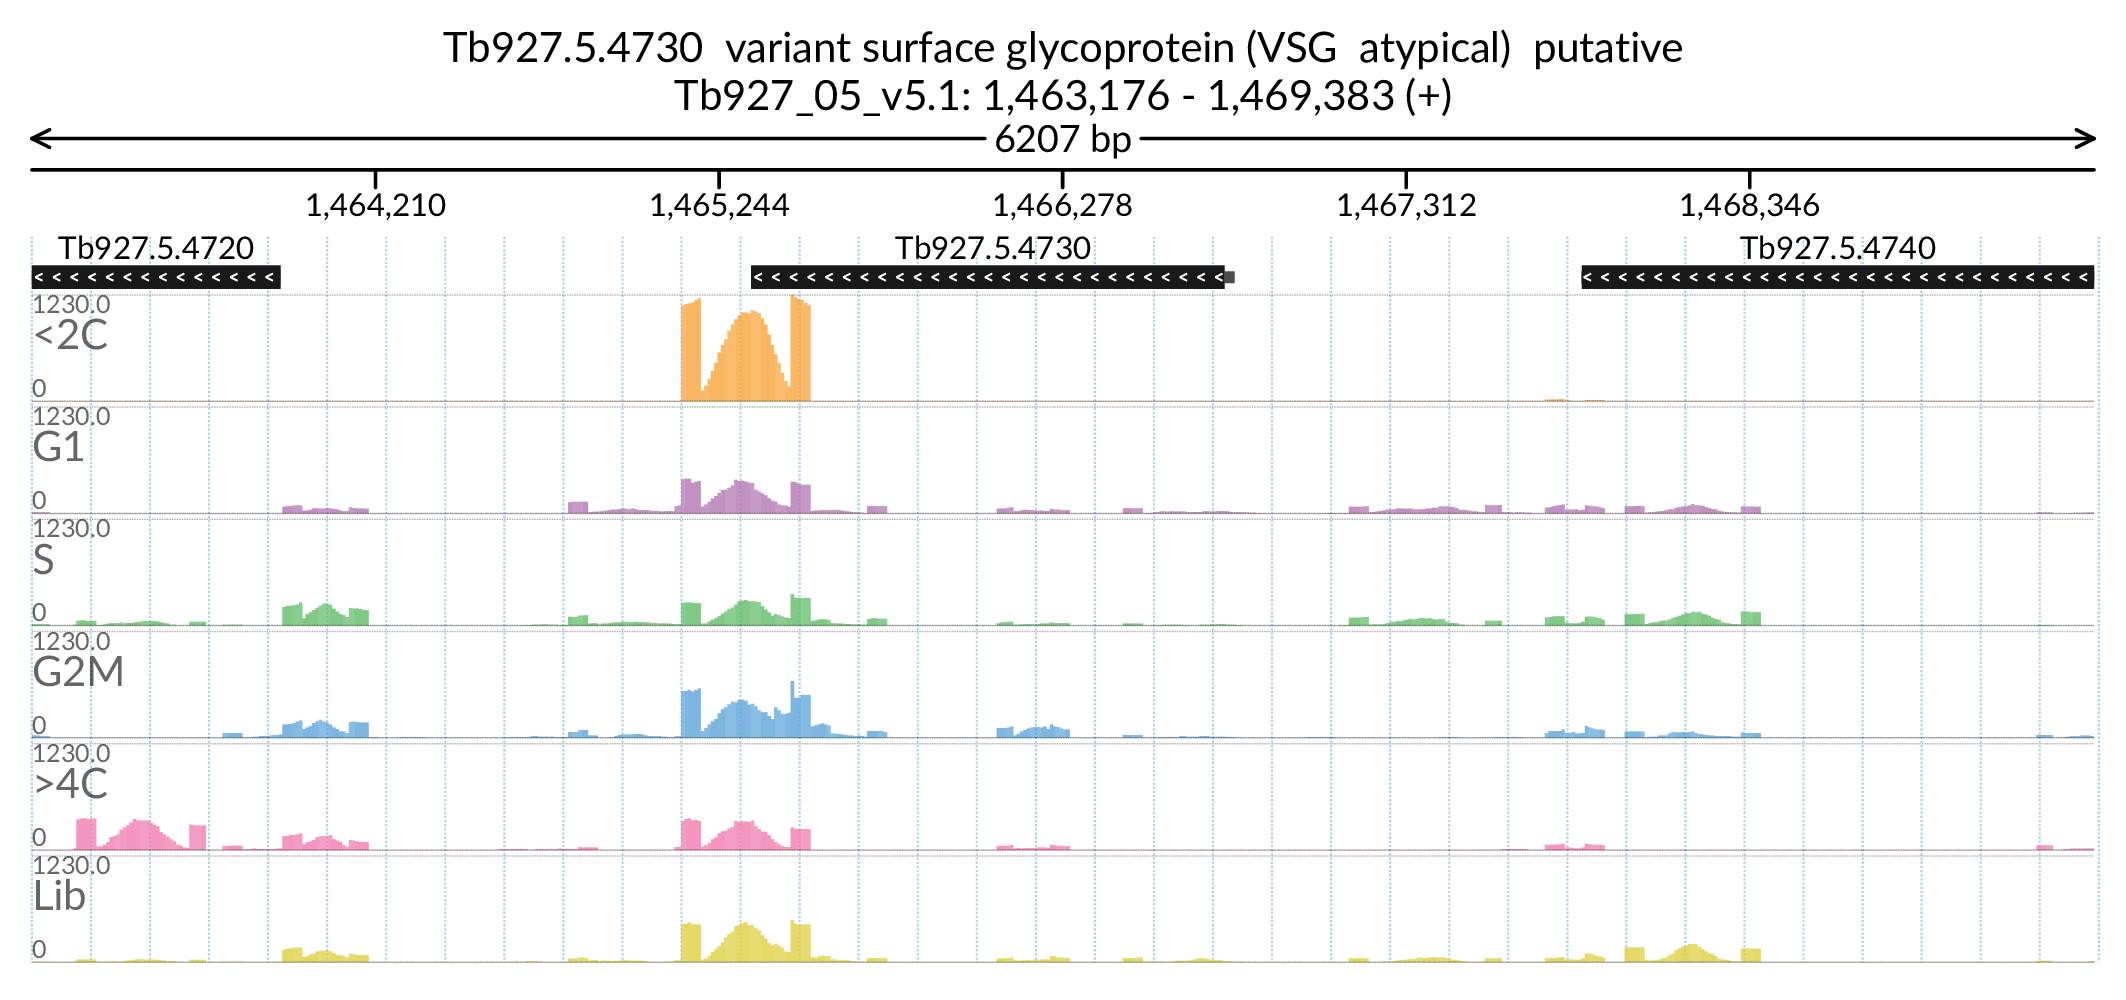 Tb927.5.4730 variant surface glycoprotein (VSG atypical) putative
Tb927_05_v5.1: 1,463,176 - 1,469,383 (+)
6207 bp
1,464,210 1,465,244 1,466,278 1,467,312 1,468,346
Tb927.5.4720 Tb927.5.4730 Tb927.5.4740
1230.0
<2C
0
1230.0
G1
0
1230.0
S
0
1230.0
G2M
0
1230.0
>4C
0
1230.0
Lib
0